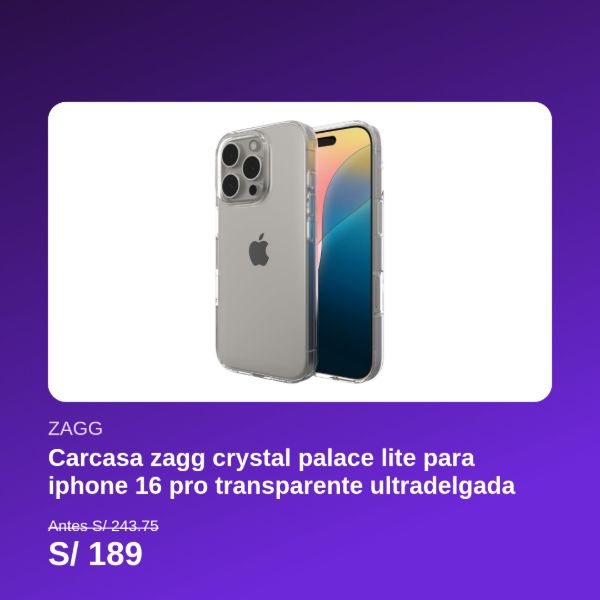 ZAGG
Carcasa zagg crystal palace lite para
iphone 16 pro transparente ultradelgada
Antes S/ 243.75
S/ 189